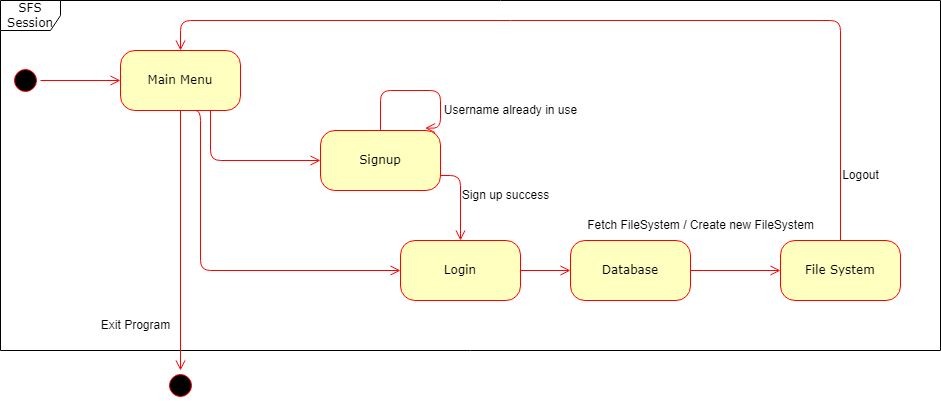 SFS
Session
Main Menu
Username already in use
Signup
Logout
Sign up success
Fetch FileSystem / Create new FileSystem
Login
Database
File System
Exit Program